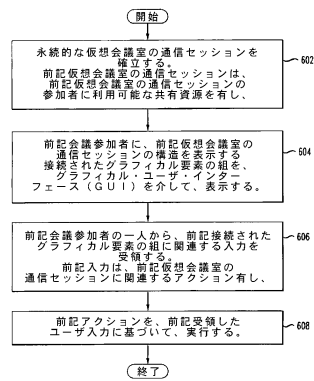 開始
永続的な仮想会議室の通信セッションを
確立する。
前記仮想会議室の通信セッションは、
前記仮想会議室の通信セッションの
参加者に利用可能な共有資源を有し、
602
前記会議参加者に、前記仮想会議室の
通信セッションの構造を表示する
接続されたグラフィカル要素の組を、
グラフィカル・ユーザ・インター
フェース(GUI)を介して、表示する。
604
前記会議参加者の一人から、前記接続された
グラフィカル要素の組に関連する入力を
受領する。
前記入力は、前記仮想会議室の
通信セッションに関連するアクション有し、
606
前記アクションを、前記受領した
ユーザ入力に基づいて、実行する。
608
終了